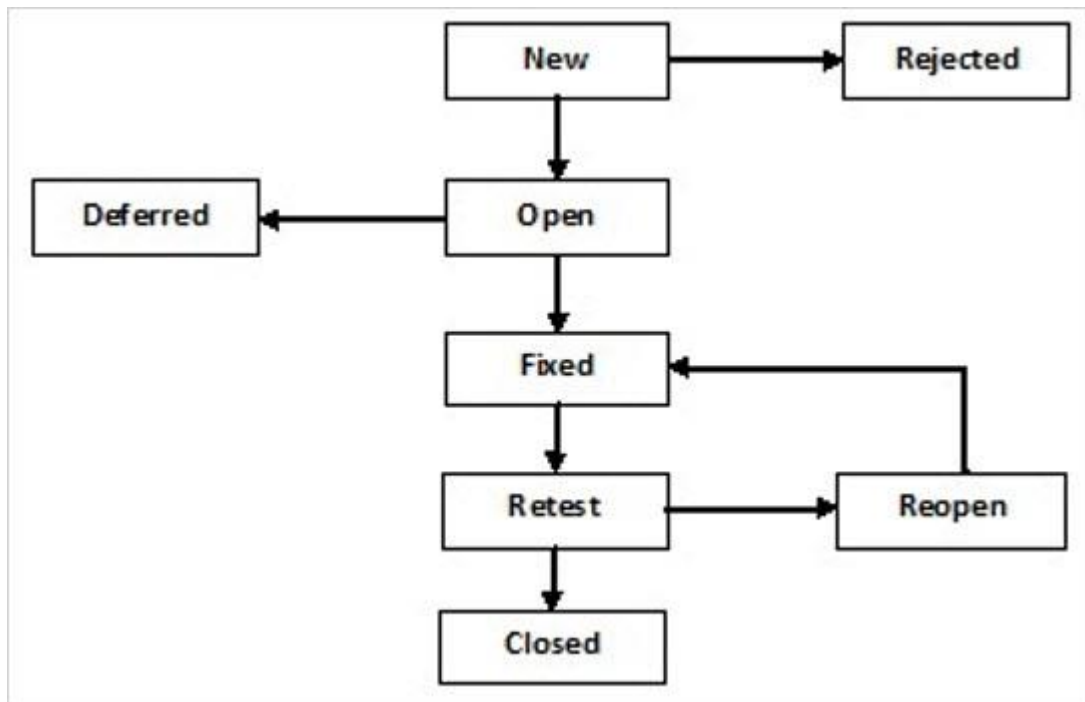 New
Rejected
Deferred
Open
Fixed
Retest
Reopen
Closed